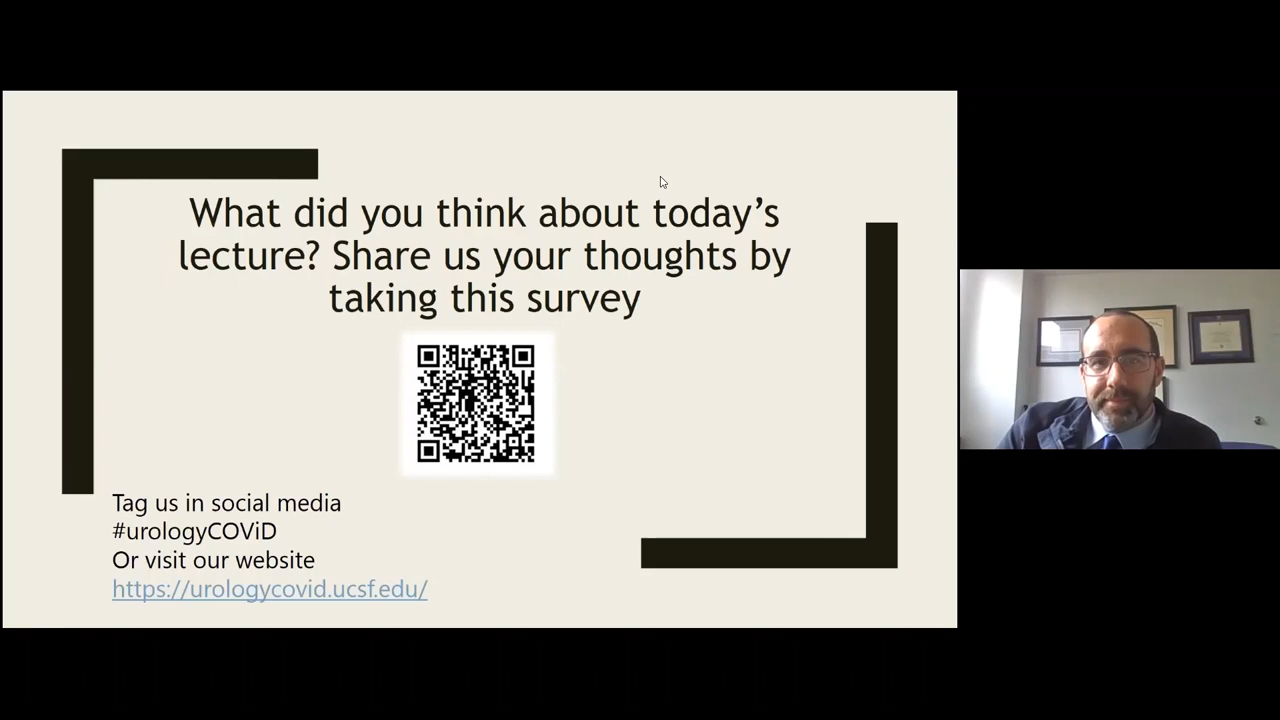 What did you think about today's
lecture? Share us your thoughts by
taking this survey
Tag us in social media
#urologyCOViD
Or visit our website
https://urologycovid.ucsf.edu/